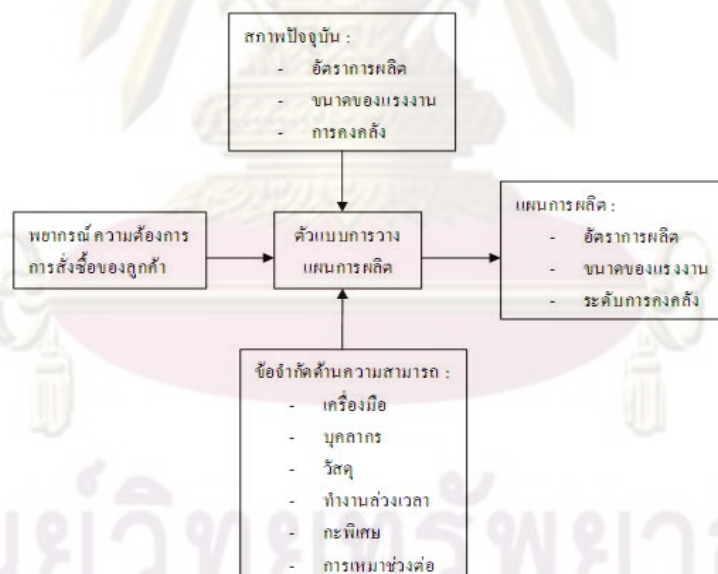 สภาพปัจจุบัน :
- อัตราการผลิต
- ขนาดของแรงงาน
- การคงคลัง
พยากรณ์ ความต้องการ
การสั่งซื้อของลูกค้า
ตัวแบบการวาง
แผนการผลิต
แผนการผลิต :
- อัตราการผลิต
- ขนาดของแรงงาน
- ระดับการคงคลัง
ข้อจำกัดด้านความสามารถ :
- เครื่องมือ
- บุคลากร
- วัสดุ
- ทำงานล่วงเวลา
- กะพิเศษ
- การเหมาช่วงต่อ